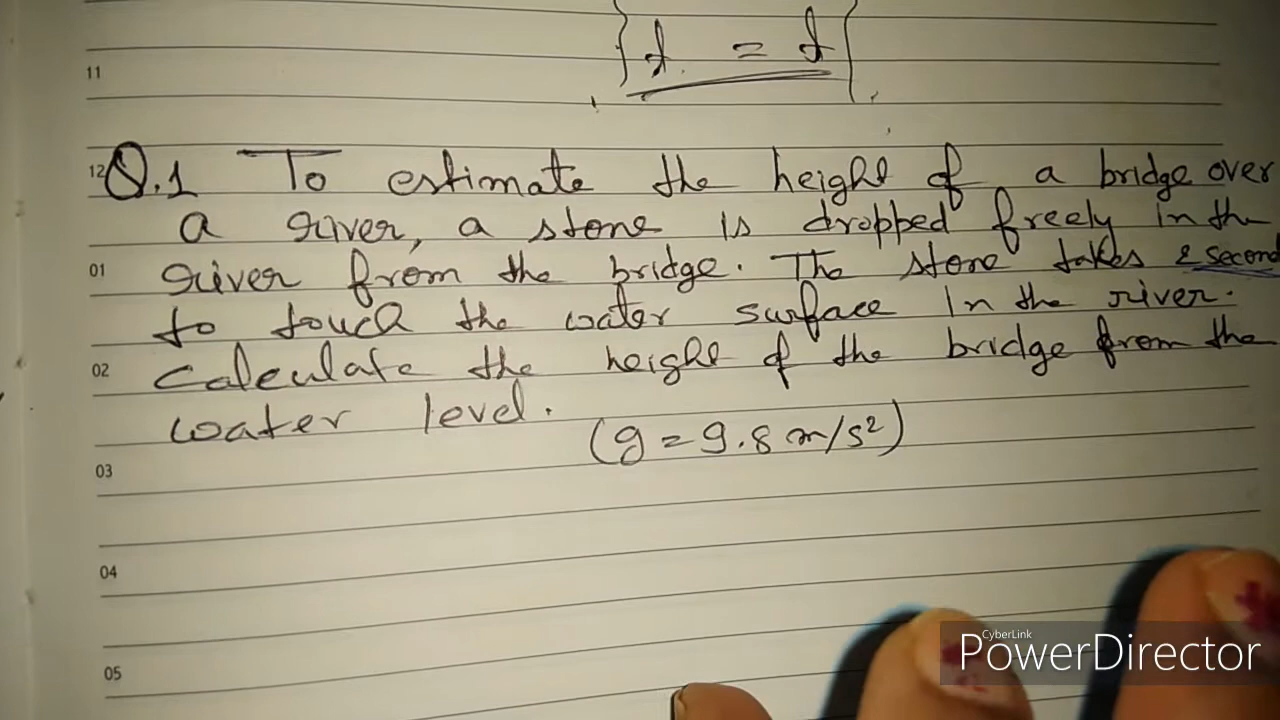 { t = t }
11
12 Q.1 To estimate the height of a bridge over
a river, a stone is dropped freely in the
01 river from the bridge. The stone takes 2 second
to touch the water surface in the river.
02 Calculate the height of the bridge from the
water level.
(g = 9.8 m/s²)
03
04
05
CyberLink
PowerDirector